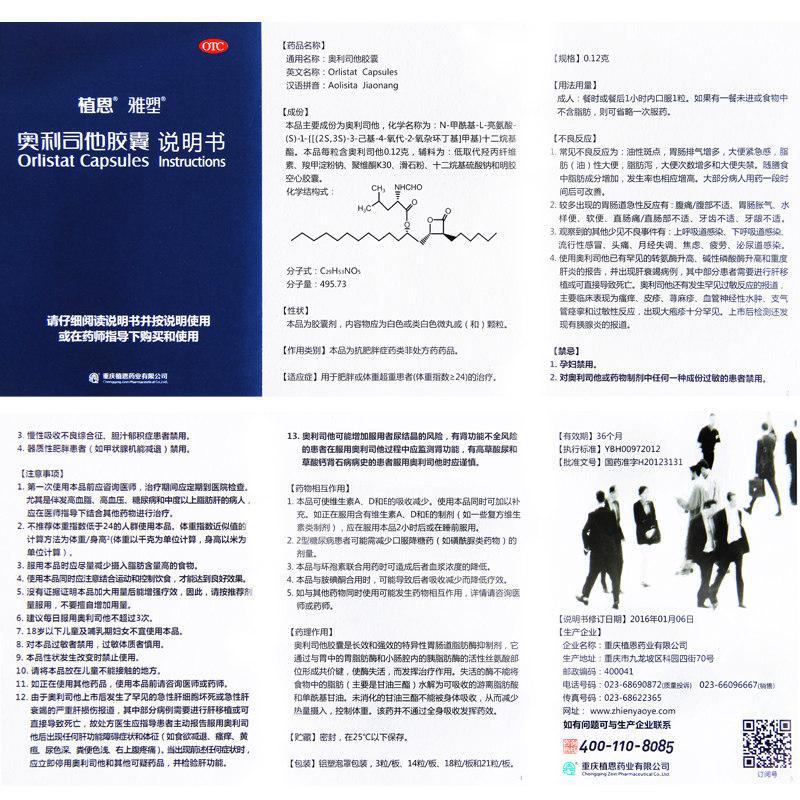 OTC
植恩® 雅塑®
奥利司他胶囊 说明书
Orlistat Capsules Instructions
请仔细阅读说明书并按说明使用
或在药师指导下购买和使用
重庆植恩药业有限公司
Chongqing Zein Pharmaceutical Co.,Ltd.
【药品名称】
通用名称：奥利司他胶囊
英文名称：Orlistat Capsules
汉语拼音：Aolisita Jiaonang
【成份】
本品主要成份为奥利司他，化学名称为：N-甲酰基-L-亮氨酸-
(S)-1-[[(2S,3S)-3-己基-4-氧代-2-氧杂环丁基]甲基]十二烷基
酯。本品每粒含奥利司他0.12克，辅料为：低取代羟丙纤维
素、羧甲淀粉钠、聚维酮K30、滑石粉、十二烷基硫酸钠和明胶
空心胶囊。
化学结构式：
CH₃ NHCHO
H₃C
O
O
O
O
分子式：C₂₉H₅₃NO₅
分子量：495.73
【性状】
本品为胶囊剂，内容物应为白色或类白色微丸或（和）颗粒。
【作用类别】本品为抗肥胖症药类非处方药药品。
【适应症】用于肥胖或体重超重患者(体重指数≥24)的治疗。
【规格】0.12克
【用法用量】
成人：餐时或餐后1小时内口服1粒。如果有一餐未进或食物中
不含脂肪，则可省略一次服药。
【不良反应】
1. 常见不良反应为：油性斑点，胃肠排气增多，大便紧急感，脂
肪（油）性大便，脂肪泻，大便次数增多和大便失禁。随膳食
中脂肪成分增加，发生率也相应增高。大部分病人用药一段时
间后可改善。
2. 较多出现的胃肠道急性反应有：腹痛/腹部不适、胃肠胀气、水
样便、软便、直肠痛/直肠部不适、牙齿不适、牙龈不适。
3. 观察到的其他少见不良事件有：上呼吸道感染、下呼吸道感染、
流行性感冒、头痛、月经失调、焦虑、疲劳、泌尿道感染。
4. 使用奥利司他已有罕见的转氨酶升高、碱性磷酸酶升高和重度
肝炎的报告，并出现肝衰竭病例，其中部分患者需要进行肝移
植或可直接导致死亡。奥利司他还有发生罕见过敏反应的报道，
主要临床表现为瘙痒、皮疹、荨麻疹、血管神经性水肿、支气
管痉挛和过敏性反应，出现大疱疹十分罕见。上市后检测还发
现有胰腺炎的报道。
【禁忌】
1. 孕妇禁用。
2. 对奥利司他或药物制剂中任何一种成份过敏的患者禁用。
3. 慢性吸收不良综合征、胆汁郁积症患者禁用。
4. 器质性肥胖患者（如甲状腺机能减退）禁用。
【注意事项】
1. 第一次使用本品前应咨询医师，治疗期间应定期到医院检查。
尤其是伴发高血脂、高血压、糖尿病和中度以上脂肪肝的病人，
应在医师指导下结合其他药物进行治疗。
2. 不推荐体重指数低于24的人群使用本品。体重指数近似值的
计算方法为体重/身高²(体重以千克为单位计算，身高以米为
单位计算）。
3. 服用本品时应尽量减少摄入脂肪含量高的食物。
4. 使用本品同时应注意结合运动和控制饮食，才能达到良好效果。
5. 没有证据证明本品加大用量后能增强疗效，因此，请按推荐剂
量服用，不要擅自增加用量。
6. 建议每日服用奥利司他不超过3次。
7. 18岁以下儿童及哺乳期妇女不宜使用本品。
8. 对本品过敏者禁用，过敏体质者慎用。
9. 本品性状发生改变时禁止使用。
10. 请将本品放在儿童不能接触的地方。
11. 如正在使用其他药品，使用本品前请咨询医师或药师。
12. 由于奥利司他上市后发生了罕见的急性肝细胞坏死或急性肝
衰竭的严重肝损伤报道，其中部分病例需要进行肝移植或可
直接导致死亡，故处方医生应指导患者主动报告服用奥利司
他后出现任何肝功能障碍症状和体征（如食欲减退、瘙痒、黄
疸、尿色深、粪便色浅、右上腹疼痛）。当出现前述任何症状时，
应立即停用奥利司他和其他可疑药品，并检验肝功能。
13. 奥利司他可能增加服用者尿结晶的风险，有肾功能不全风险
的患者在服用奥利司他过程中应监测肾功能，有高草酸尿和
草酸钙肾石病病史的患者服用奥利司他时应谨慎。
【药物相互作用】
1. 本品可使维生素A、D和E的吸收减少。使用本品同时可加以补
充。如正在服用含有维生素A、D和E的制剂（如一些复方维生
素类制剂），应在服用本品2小时后或在睡前服用。
2. 2型糖尿病患者可能需减少口服降糖药（如磺酰脲类药物）的
剂量。
3. 本品与环孢素联合用药时可造成后者血浆浓度的降低。
4. 本品与胺碘酮合用时，可能导致后者吸收减少而降低疗效。
5. 如与其他药物同时使用可能发生药物相互作用，详情请咨询医
师或药师。
【药理作用】
奥利司他胶囊是长效和强效的特异性胃肠道脂肪酶抑制剂，它
通过与胃中的胃脂肪酶和小肠腔内的胰脂肪酶的活性丝氨酸部
位形成共价键，使酶失活，而发挥治疗作用。失活的酶不能将
食物中的脂肪（主要是甘油三酯）水解为可吸收的游离脂肪酸
和单酰基甘油。未消化的甘油三酯不能被身体吸收，从而减少
热量摄入，控制体重。该药并不通过全身吸收发挥药效。
【贮藏】密封，在25℃以下保存。
【包装】铝塑泡罩包装，3粒/板、14粒/板、18粒/板和21粒/板。
【有效期】36个月
【执行标准】YBH00972012
【批准文号】国药准字H20123131
【说明书修订日期】2016年01月06日
【生产企业】
企业名称：重庆植恩药业有限公司
生产地址：重庆市九龙坡区科园四街70号
邮政编码：400041
电话号码：023-68690872(质量投诉) 023-66096667(销售)
传真号码：023-68622365
网址：www.zhienyaoye.com
如有问题可与生产企业联系
400-110-8085
重庆植恩药业有限公司
Chongqing Zein Pharmaceutical Co.,Ltd.
订阅号